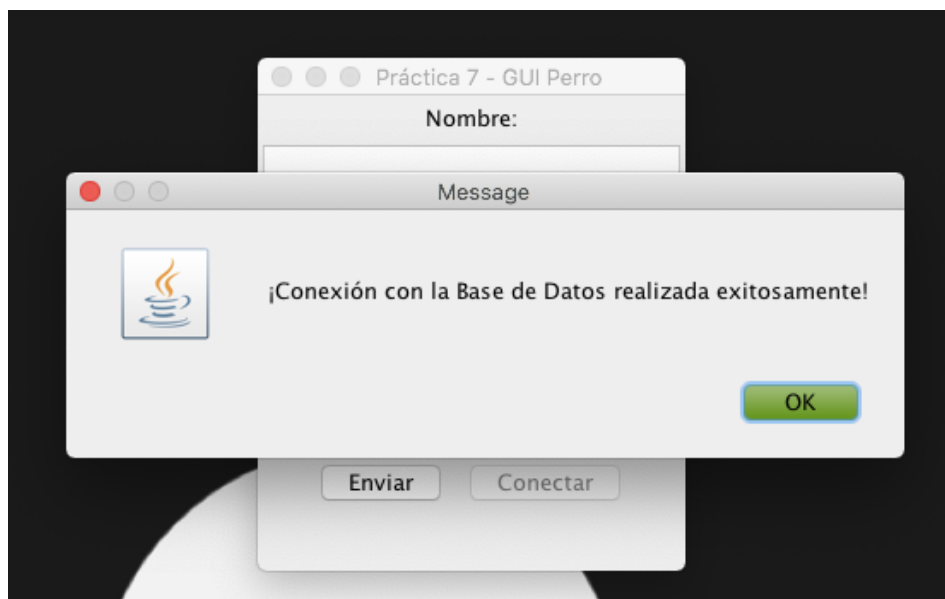 Práctica 7 - GUI Perro
Nombre:
Message
¡Conexión con la Base de Datos realizada exitosamente!
OK
Enviar Conectar